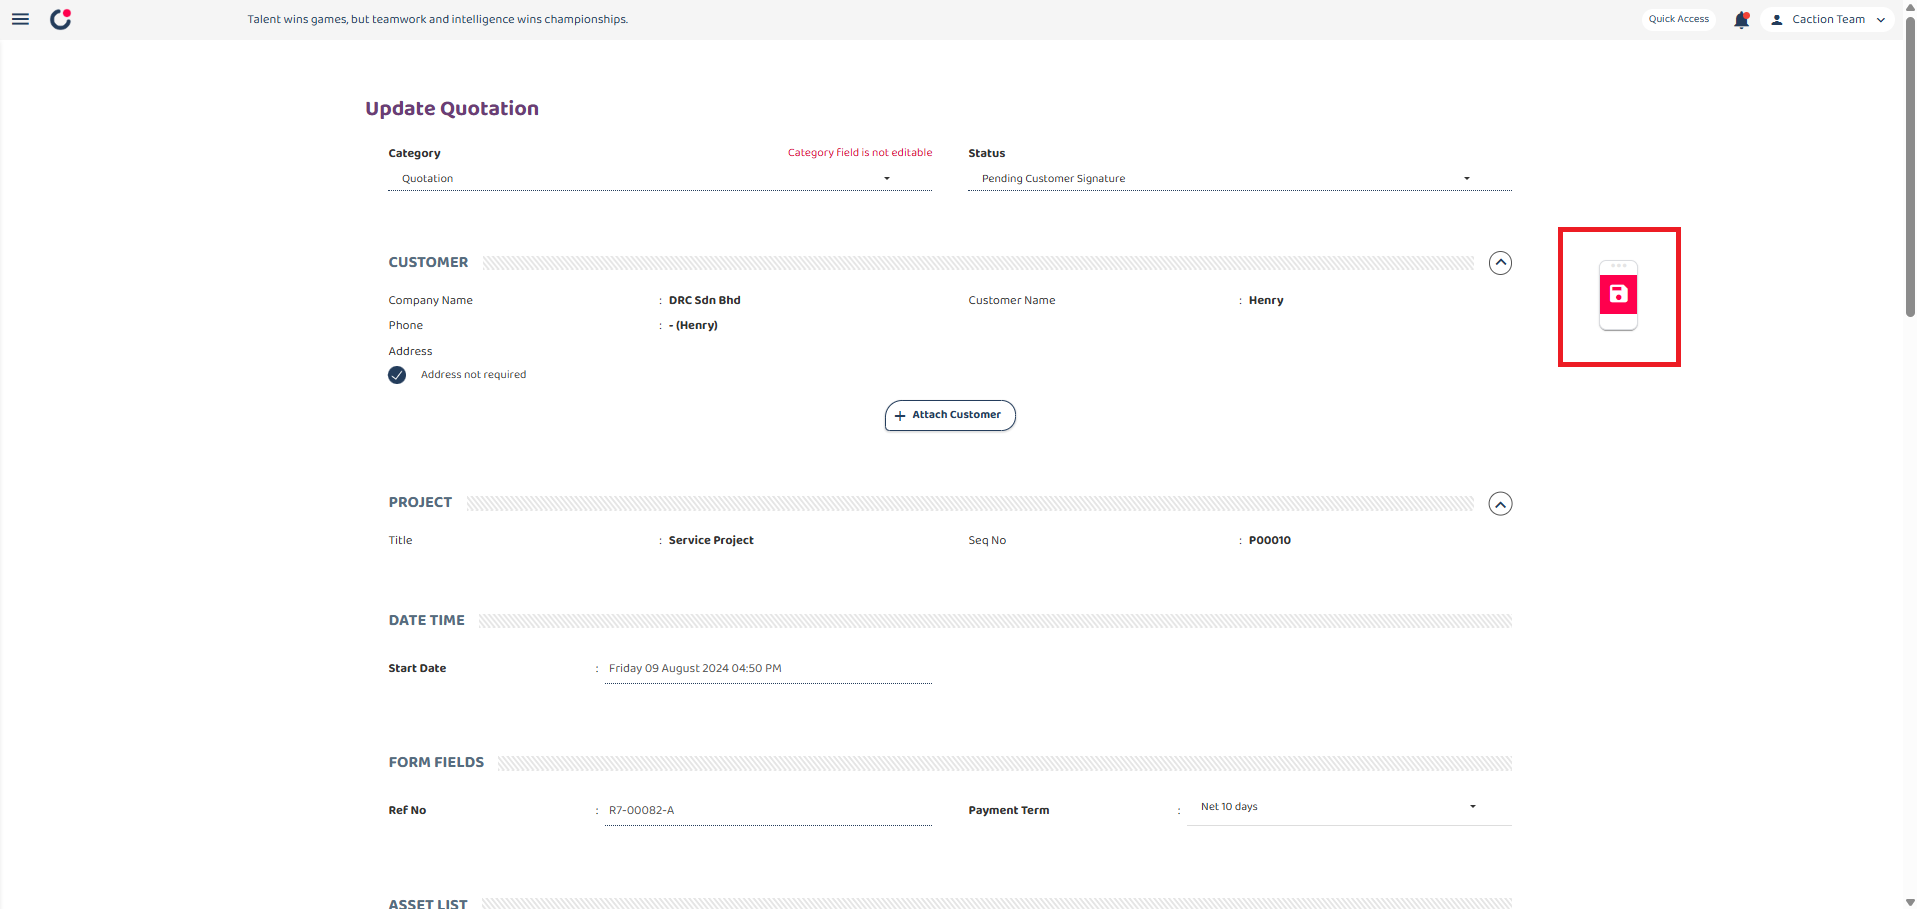 Talent wins games, but teamwork and intelligence wins championships.
Quick Access
Caction Team
Update Quotation
Category
Category field is not editable
Status
Quotation
Pending Customer Signature
CUSTOMER
Company Name : DRC Sdn Bhd
Customer Name : Henry
Phone : - (Henry)
Address
Address not required
+ Attach Customer
PROJECT
Title : Service Project
Seq No : P00010
DATE TIME
Start Date : Friday 09 August 2024 04:50 PM
FORM FIELDS
Ref No : R7-00082-A
Payment Term : Net 10 days
ASSET LIST